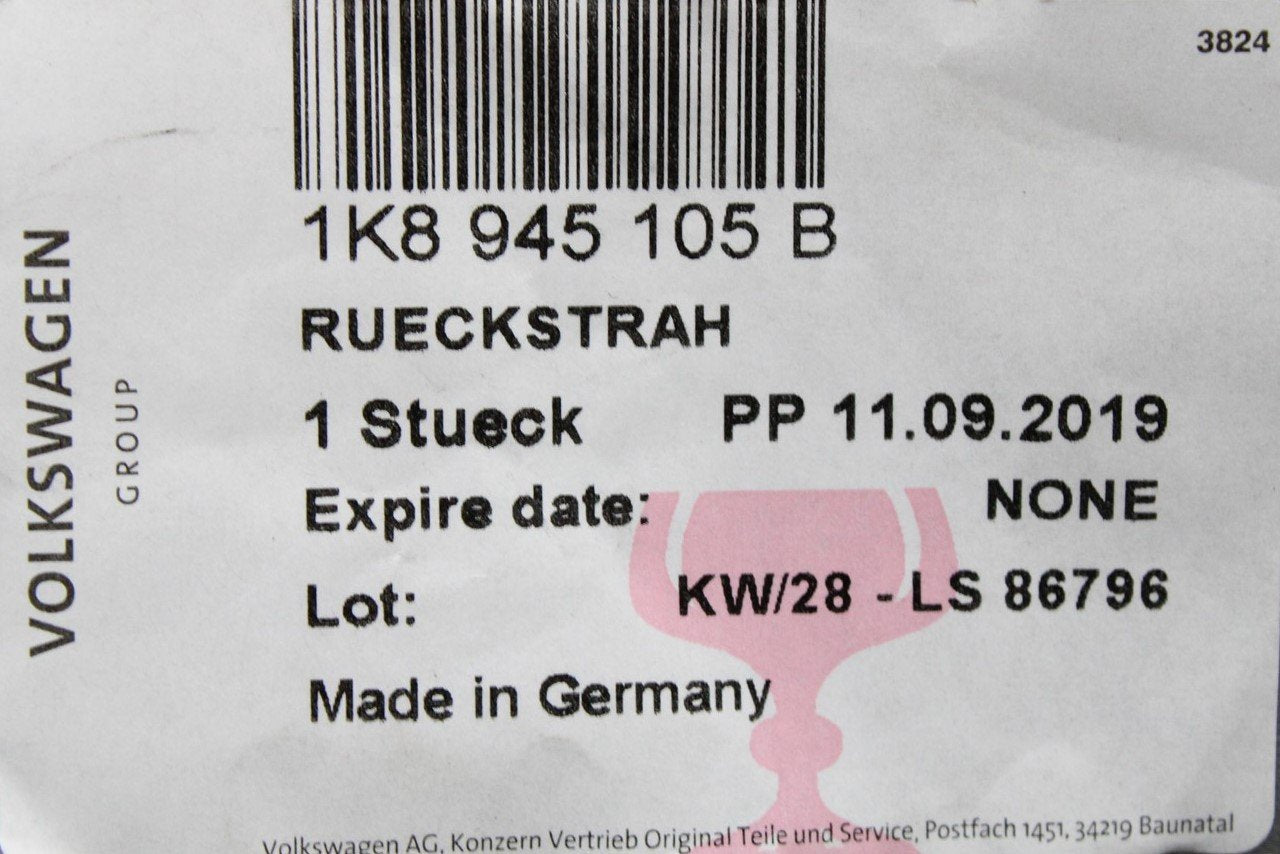 3824
1K8 945 105 B
RUECKSTRAH
1 Stueck PP 11.09.2019
Expire date: NONE
Lot: KW/28 - LS 86796
Made in Germany
Volkswagen AG, Konzern Vertrieb Original Teile und Service, Postfach 1451, 34219 Baunatal
VOLKSWAGEN
GROUP